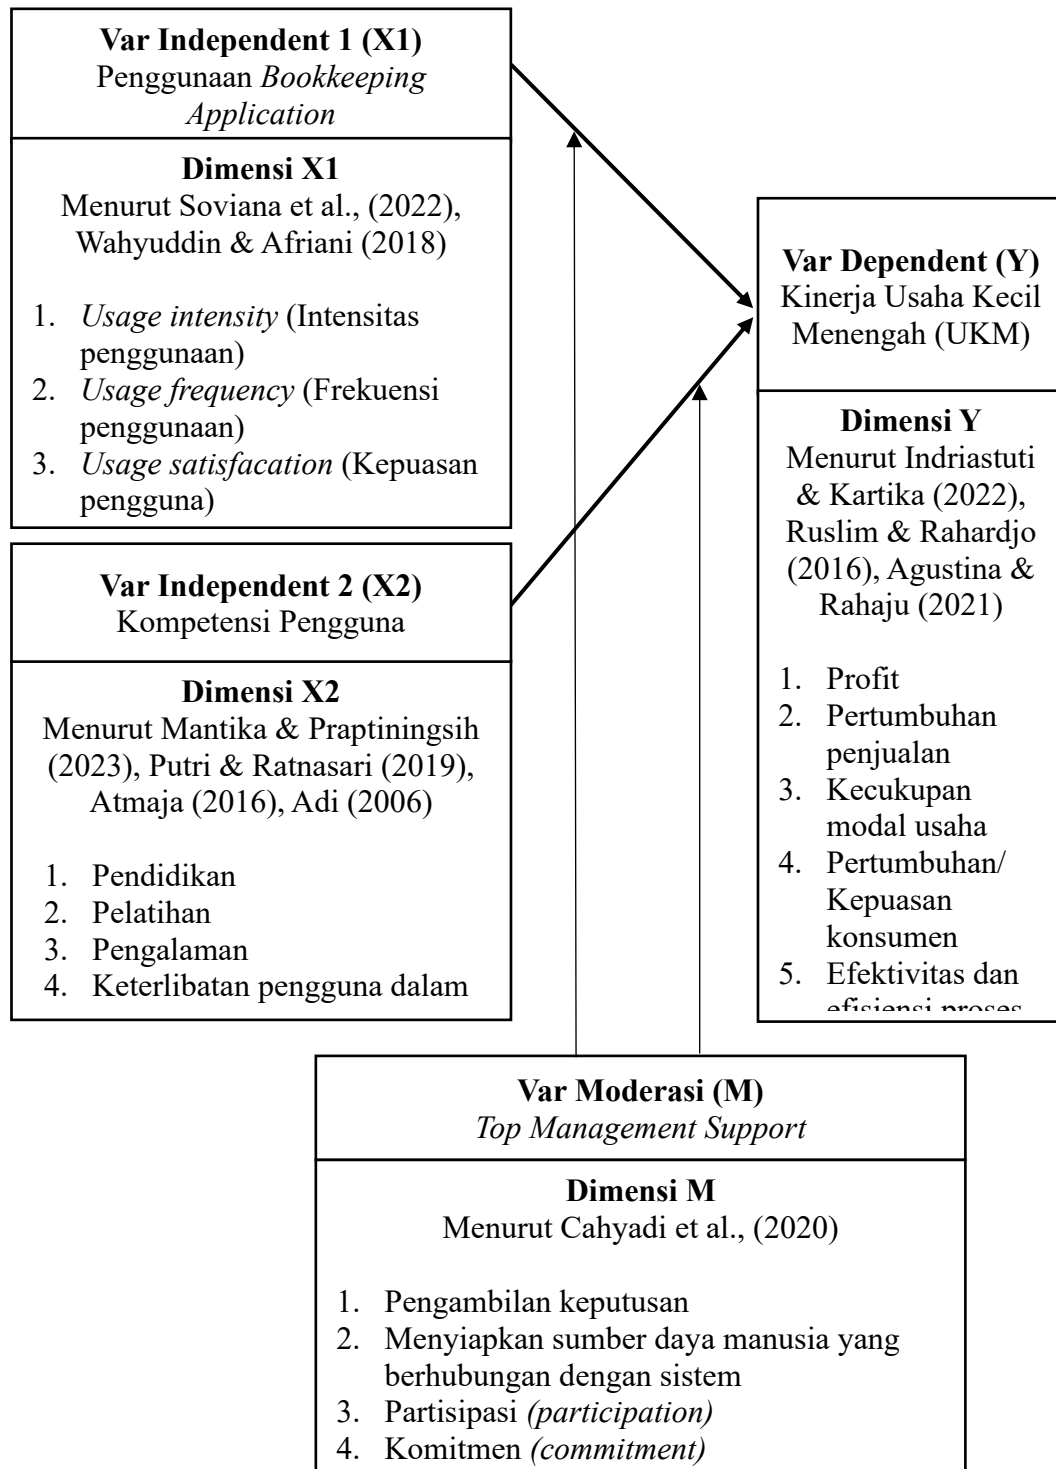 Var Independent 1 (X1)
Penggunaan Bookkeeping
Application
Dimensi X1
Menurut Soviana et al., (2022),
Wahyuddin & Afriani (2018)
1. Usage intensity (Intensitas
penggunaan)
2. Usage frequency (Frekuensi
penggunaan)
3. Usage satisfacation (Kepuasan
pengguna)
Var Independent 2 (X2)
Kompetensi Pengguna
Dimensi X2
Menurut Mantika & Praptiningsih
(2023), Putri & Ratnasari (2019),
Atmaja (2016), Adi (2006)
1. Pendidikan
2. Pelatihan
3. Pengalaman
4. Keterlibatan pengguna dalam
Var Dependent (Y)
Kinerja Usaha Kecil
Menengah (UKM)
Dimensi Y
Menurut Indriastuti
& Kartika (2022),
Ruslim & Rahardjo
(2016), Agustina &
Rahaju (2021)
1. Profit
2. Pertumbuhan
penjualan
3. Kecukupan
modal usaha
4. Pertumbuhan/
Kepuasan
konsumen
5. Efektivitas dan
efisiensi proses
Var Moderasi (M)
Top Management Support
Dimensi M
Menurut Cahyadi et al., (2020)
1. Pengambilan keputusan
2. Menyiapkan sumber daya manusia yang
berhubungan dengan sistem
3. Partisipasi (participation)
4. Komitmen (commitment)